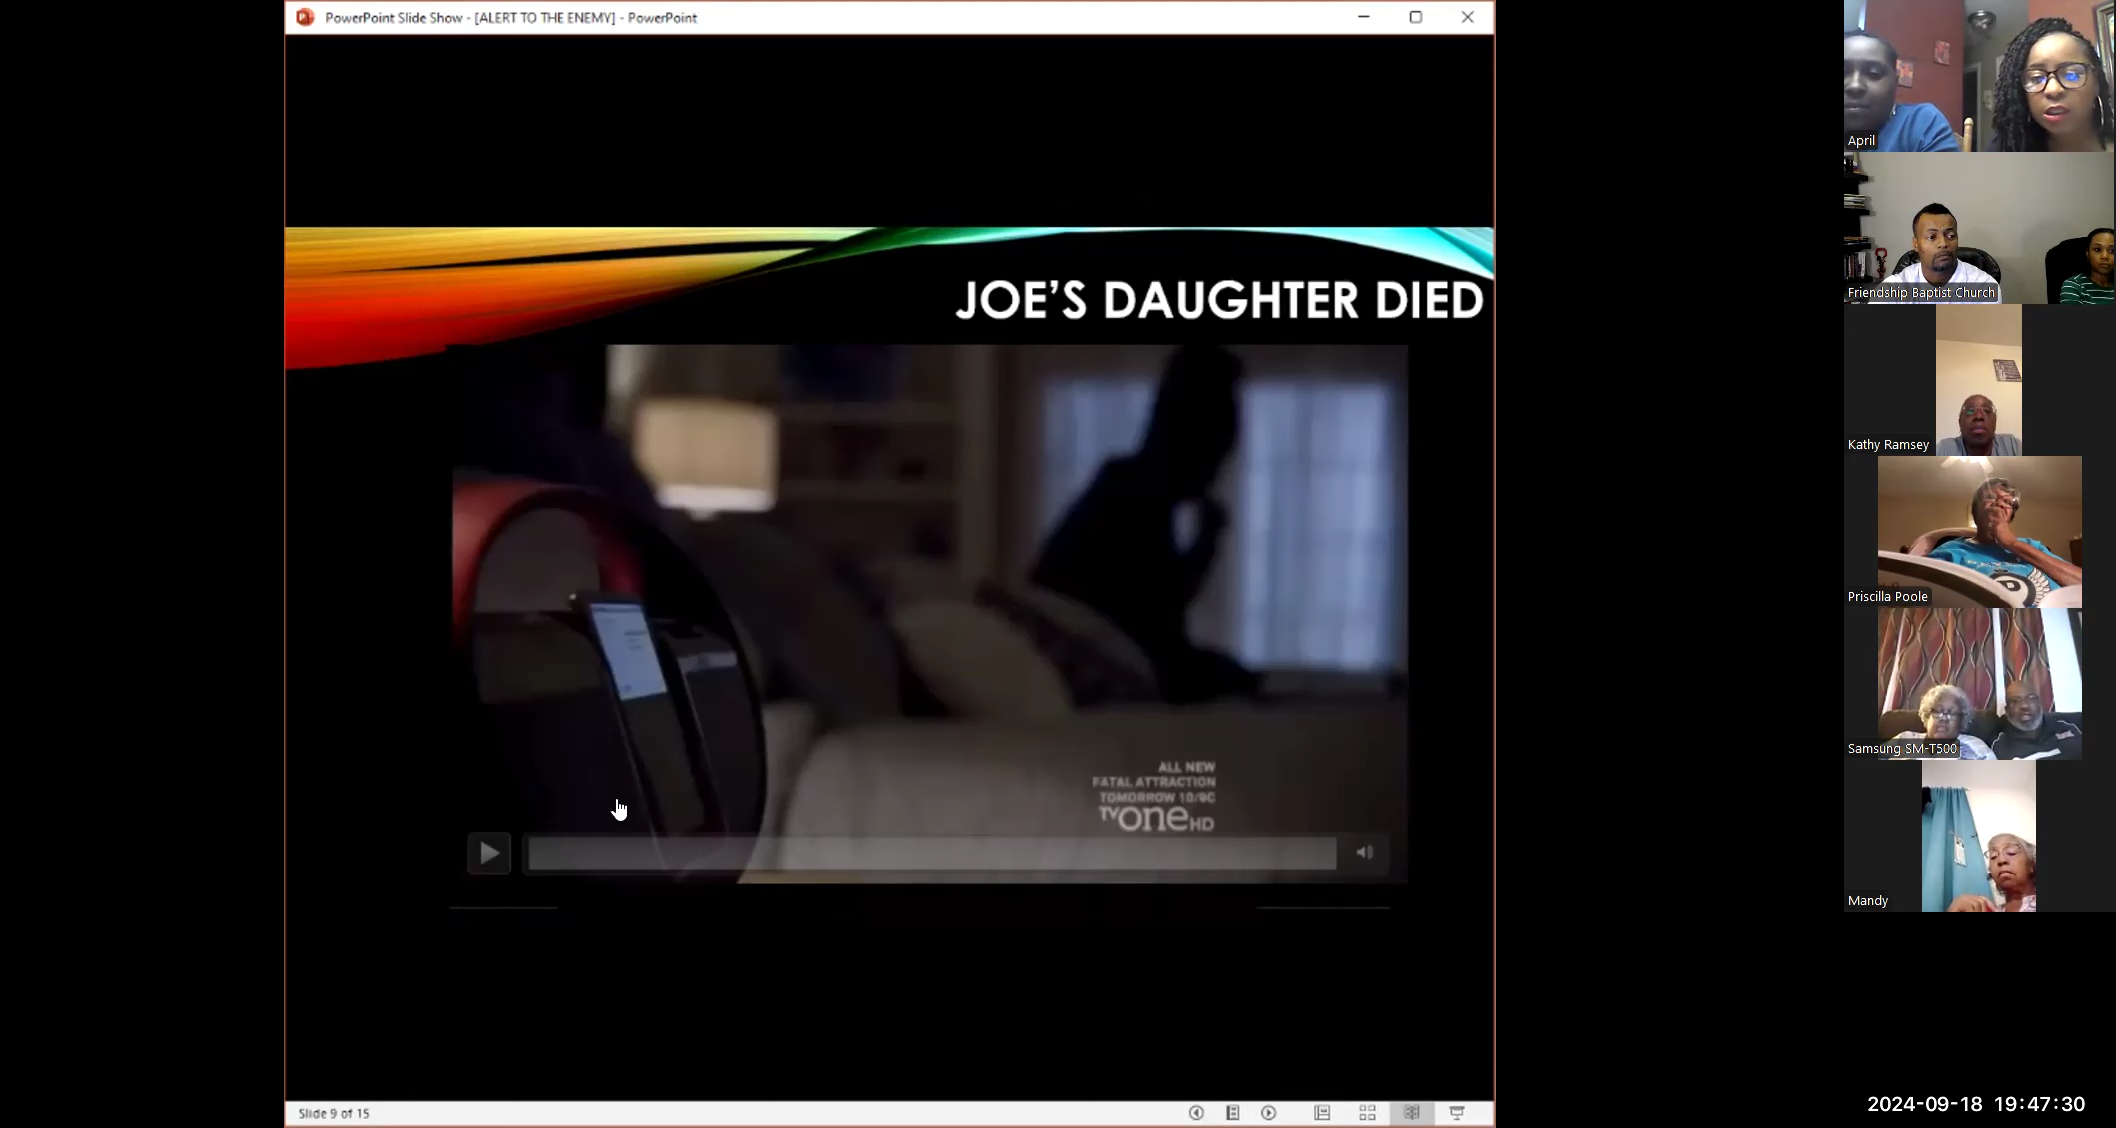 PowerPoint Slide Show - [ALERT TO THE ENEMY] - PowerPoint
JOE'S DAUGHTER DIED
ALL NEW
FATAL ATTRACTION
TOMORROW 10/9C
TV one HD
Slide 9 of 15
April
Friendship Baptist Church
Kathy Ramsey
Priscilla Poole
Samsung SM-T500
Mandy
2024-09-18 19:47:30